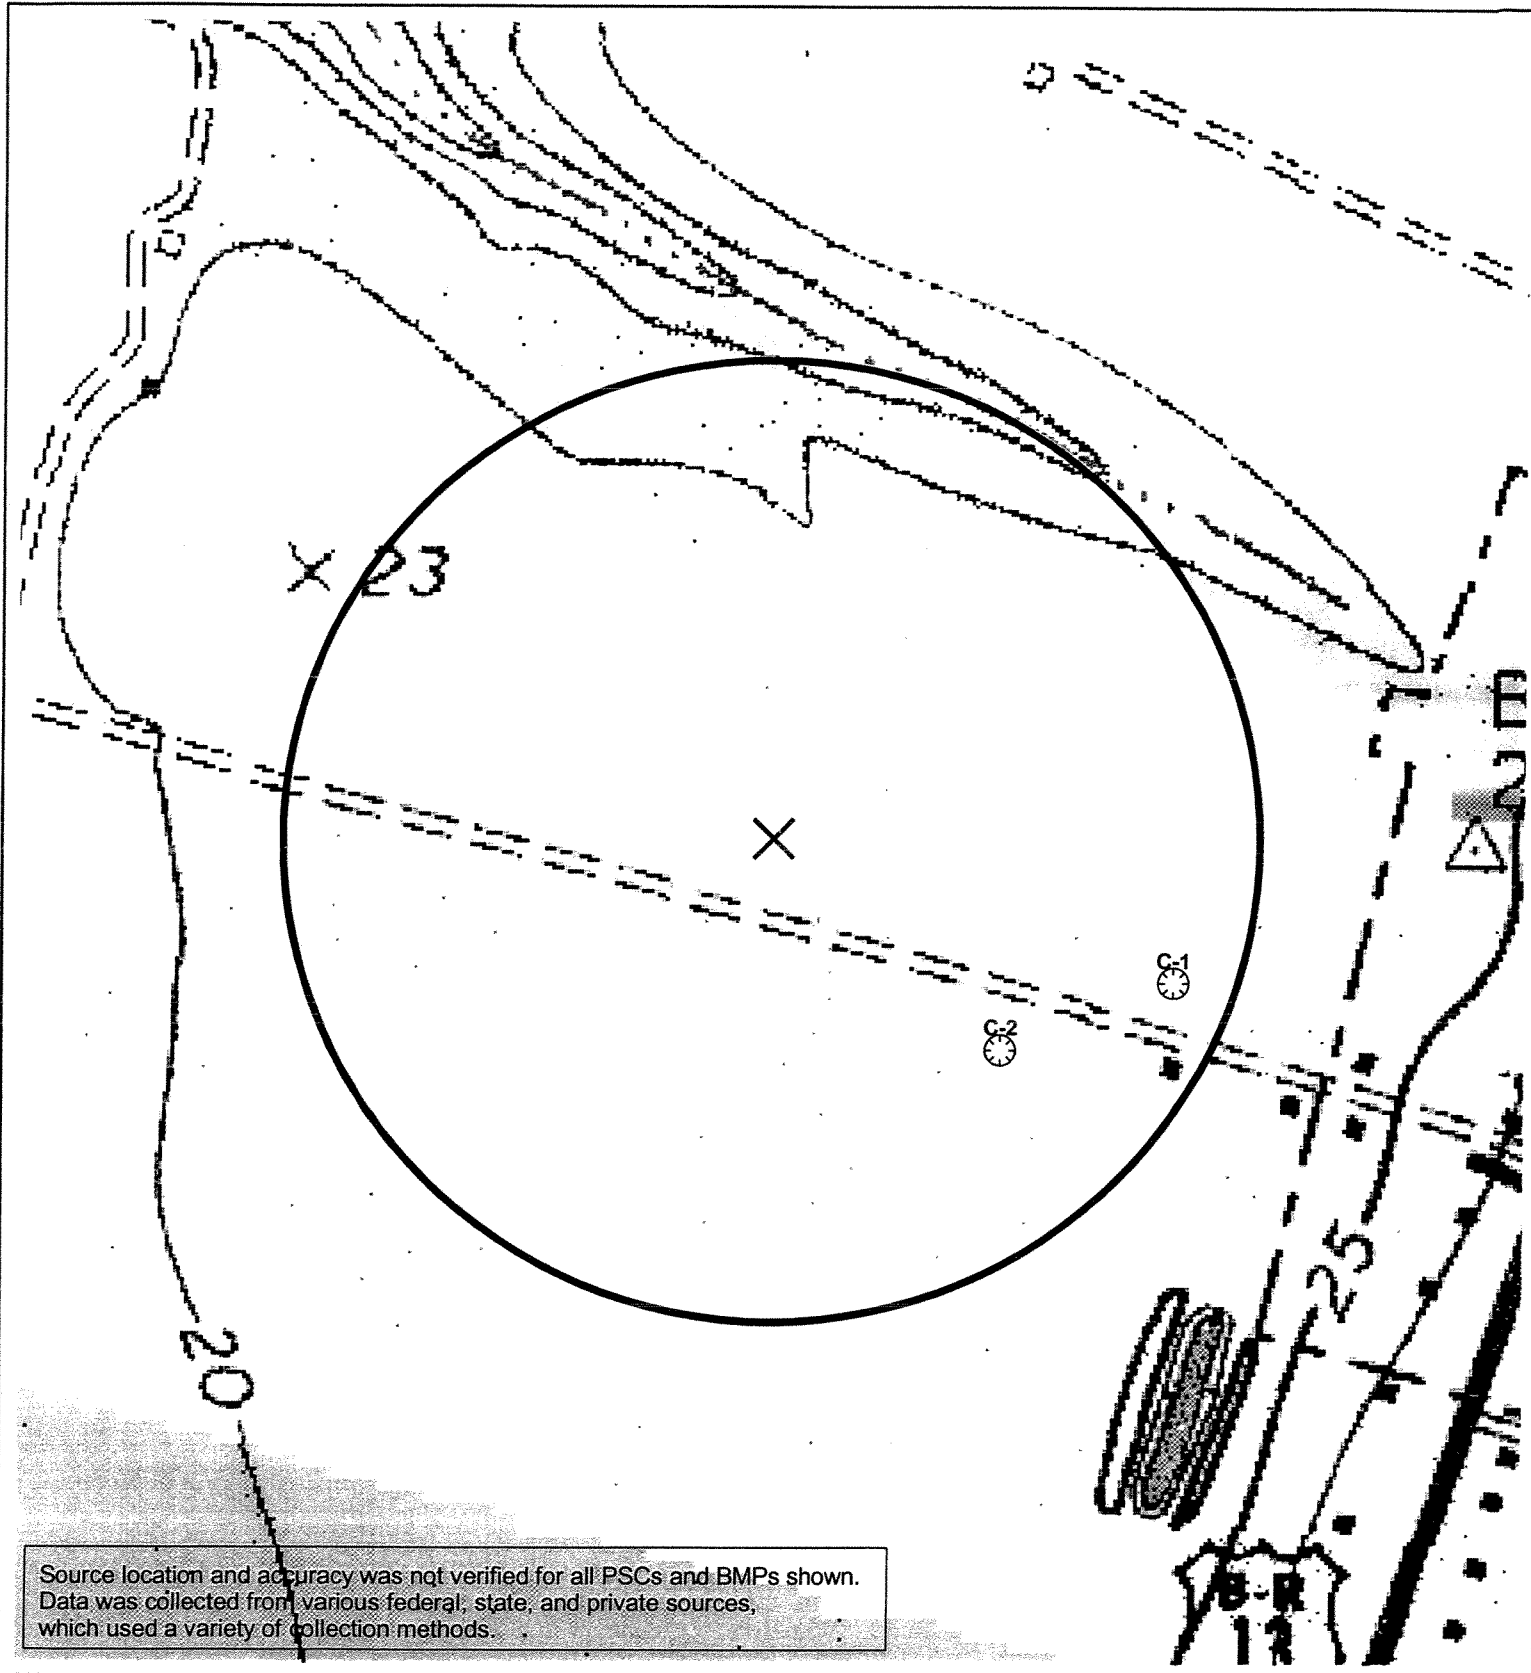 23
C-1
C-2
25
20
Source location and accuracy was not verified for all PSCs and BMPs shown.
Data was collected from various federal, state, and private sources,
which used a variety of collection methods.